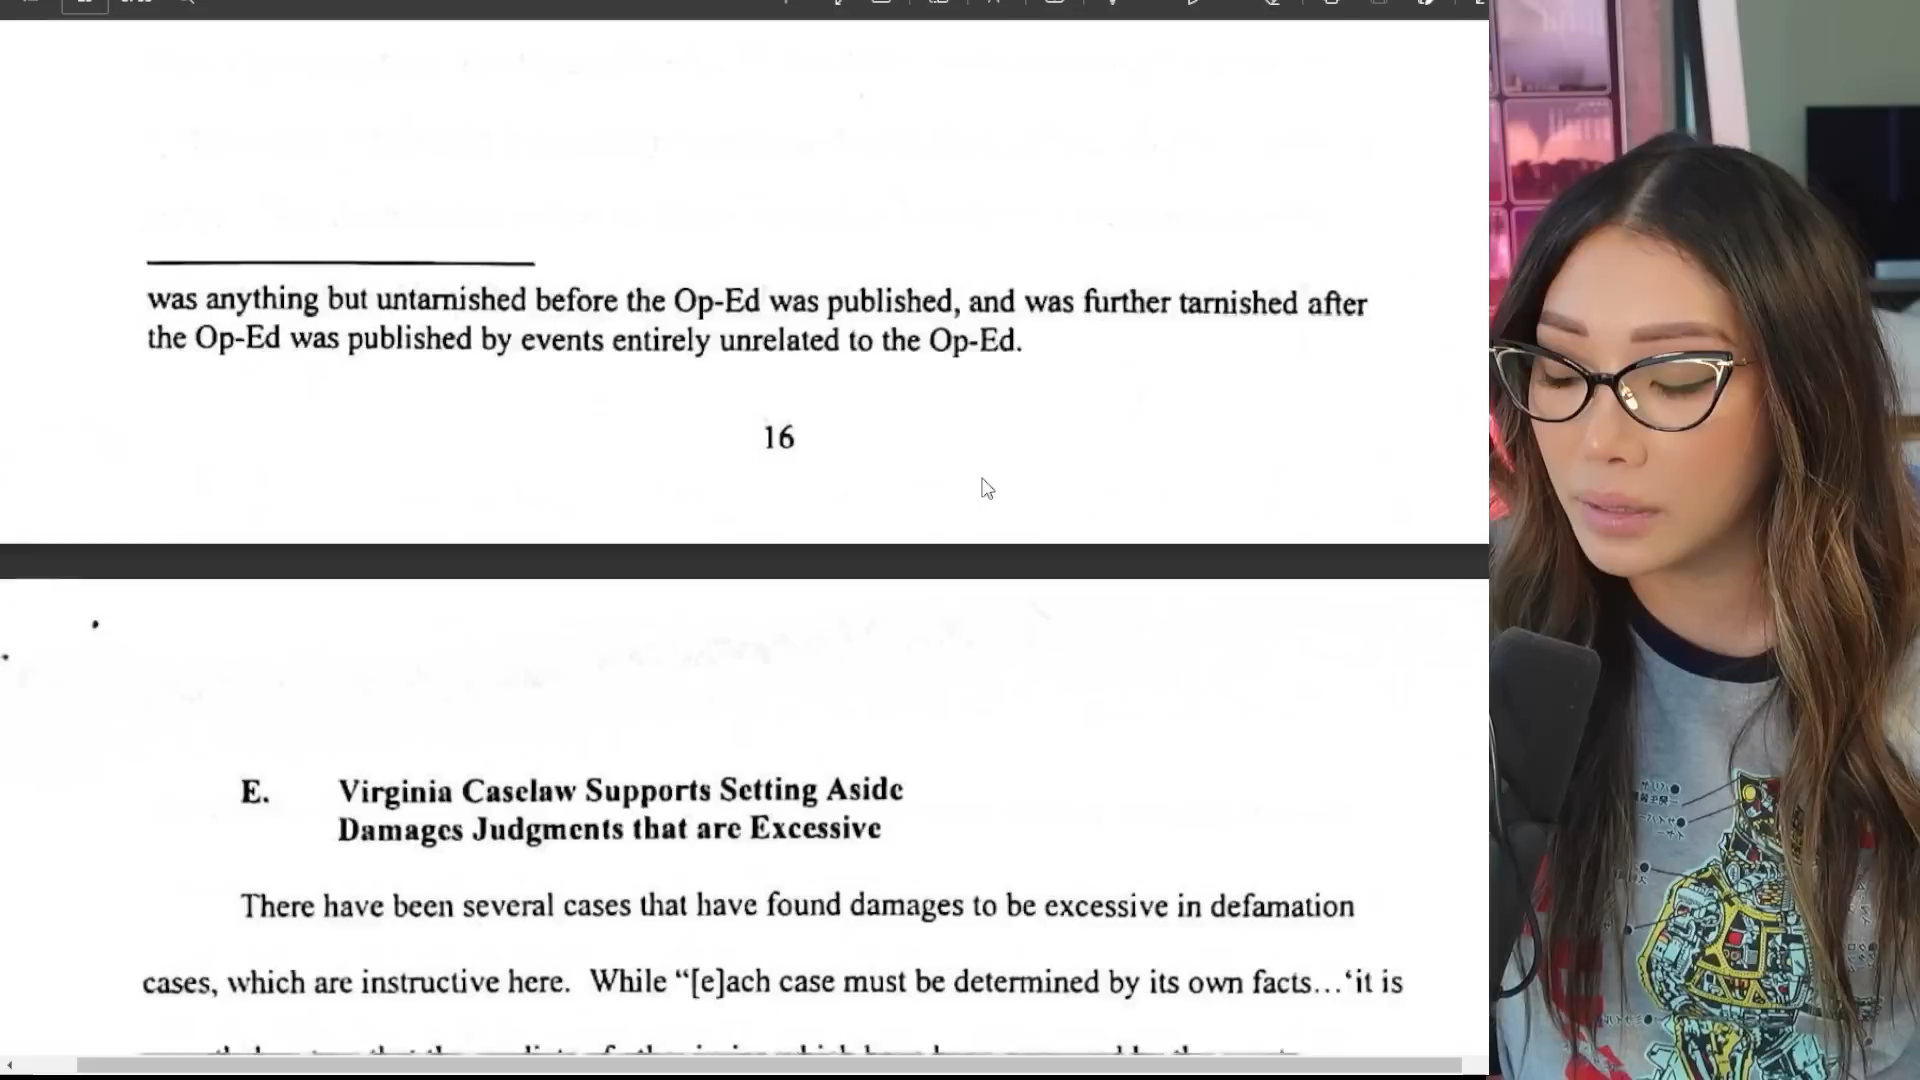 was anything but untarnished before the Op-Ed was published, and was further tarnished after
the Op-Ed was published by events entirely unrelated to the Op-Ed.
16
E. Virginia Caselaw Supports Setting Aside
Damages Judgments that are Excessive
There have been several cases that have found damages to be excessive in defamation
cases, which are instructive here. While “[e]ach case must be determined by its own facts…‘it is